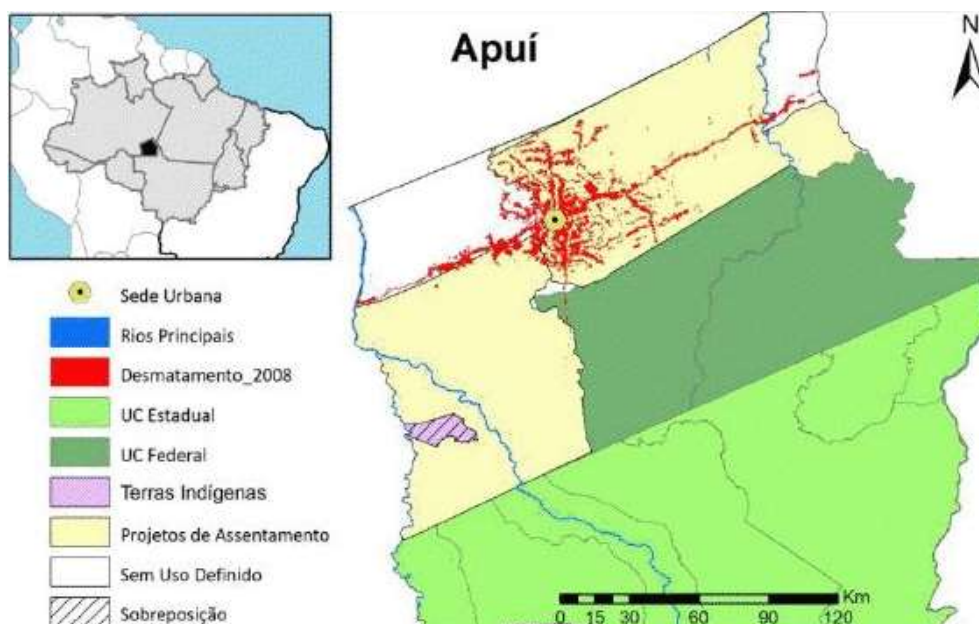 Apuí
N
Sede Urbana
Rios Principais
Desmatamento_2008
UC Estadual
UC Federal
Terras Indígenas
Projetos de Assentamento
Sem Uso Definido
Sobreposição
Km
0 15 30 60 90 120